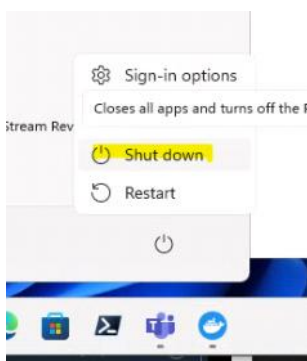 Sign-in options
Closes all apps and turns off the P
Stream Rev
Shut down
Restart